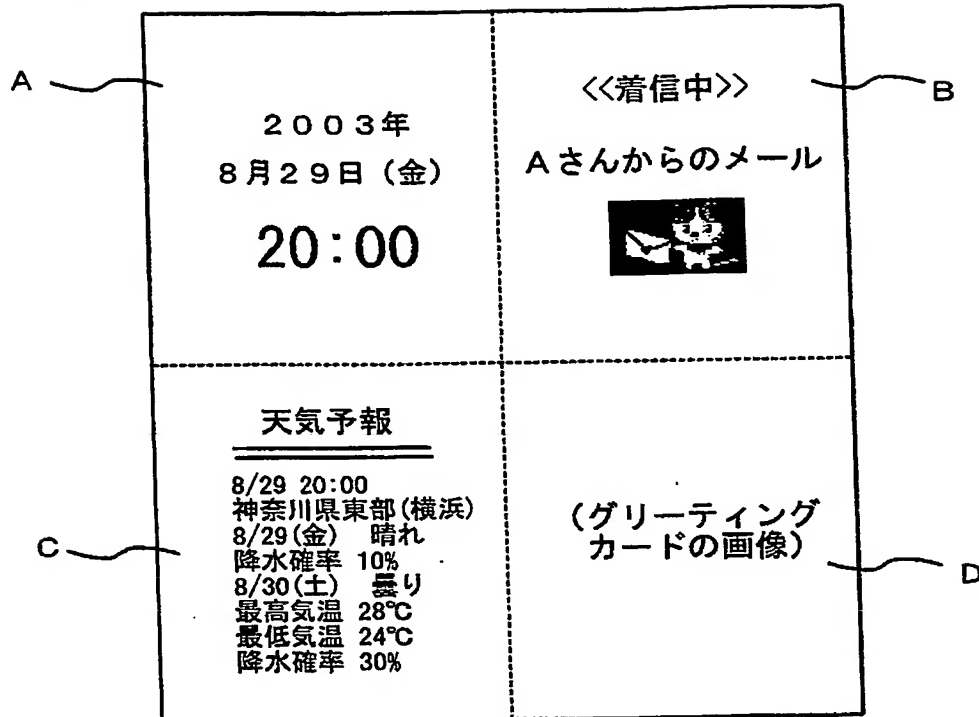 A
２００３年
８月２９日（金）
20：00
B
<<着信中>>
Aさんからのメール
C
天気予報
8/29 20:00
神奈川県東部(横浜)
8/29(金)　晴れ
降水確率 10%
8/30(土)　曇り
最高気温 28℃
最低気温 24℃
降水確率 30%
D
(グリーティング
カードの画像)